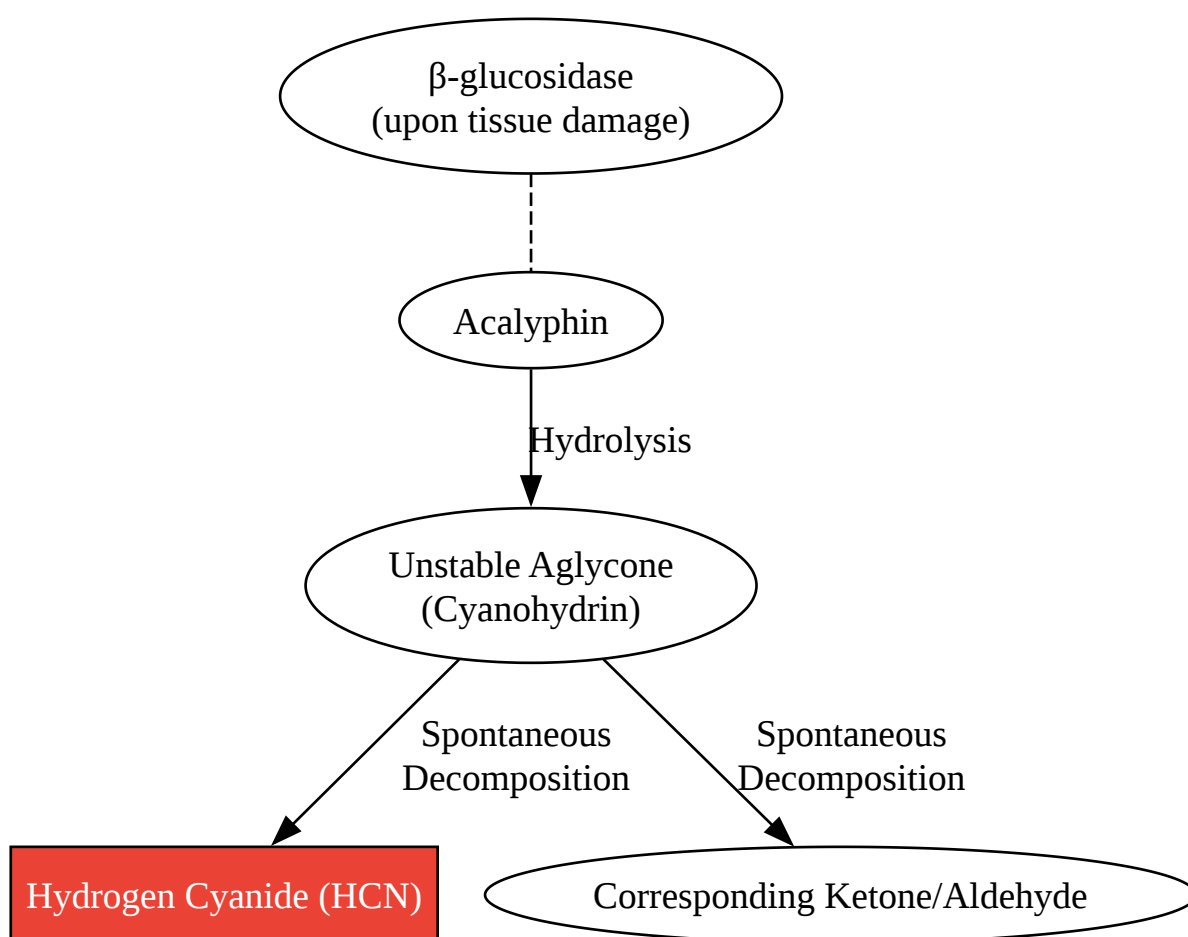 β-glucosidase
(upon tissue damage)
Acalyphin
Hydrolysis
Unstable Aglycone
(Cyanohydrin)
Spontaneous
Decomposition
Spontaneous
Decomposition
Hydrogen Cyanide (HCN)
Corresponding Ketone/Aldehyde